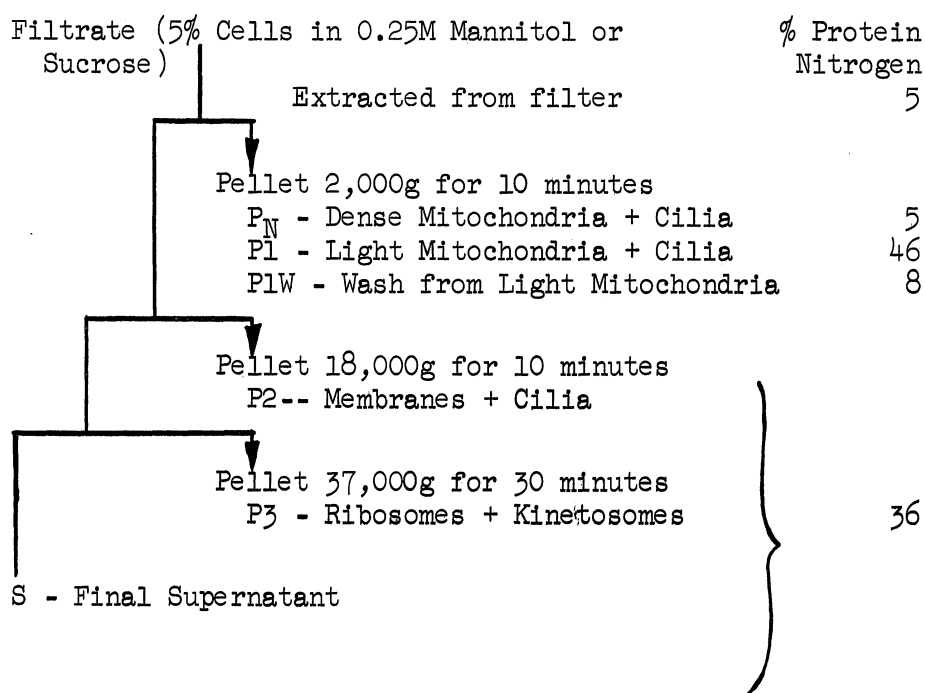 Filtrate (5% Cells in 0.25M Mannitol or % Protein
Sucrose) Nitrogen
Extracted from filter 5
Pellet 2,000g for 10 minutes
PN - Dense Mitochondria + Cilia 5
P1 - Light Mitochondria + Cilia 46
P1W - Wash from Light Mitochondria 8
Pellet 18,000g for 10 minutes
P2-- Membranes + Cilia
Pellet 37,000g for 30 minutes
P3 - Ribosomes + Kinetosomes 36
S - Final Supernatant